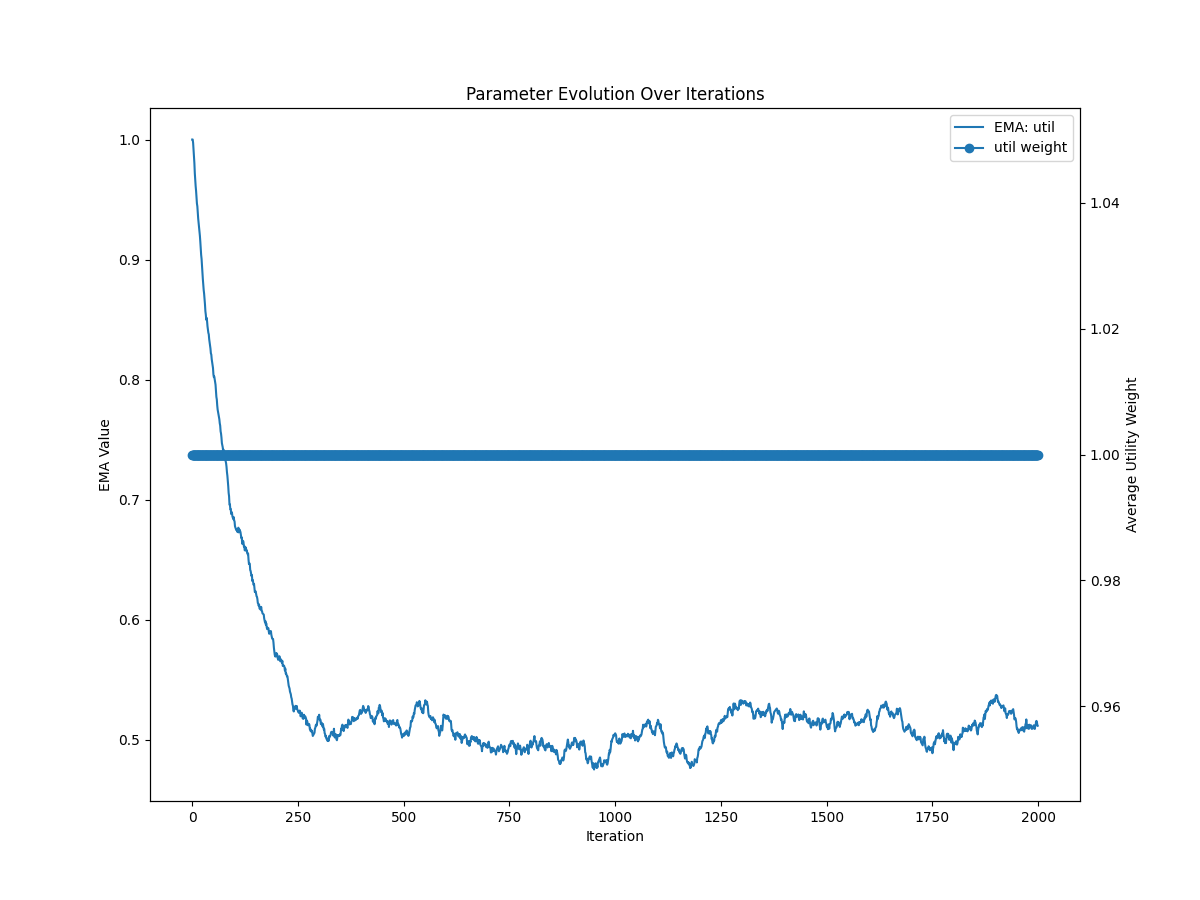 Parameter Evolution Over Iterations
EMA: util
util weight
1.0
0.9
0.8
0.7
0.6
0.5
EMA Value
1.04
1.02
1.00
0.98
0.96
Average Utility Weight
0 250 500 750 1000 1250 1500 1750 2000
Iteration